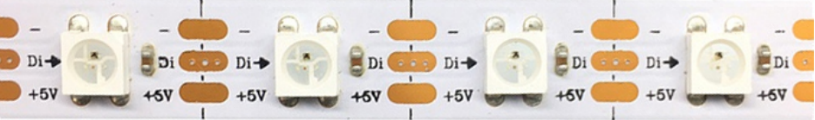 – – – – – – –
Di→ Di Di→ Di Di→ Di Di→ Di
+5V +5V +5V +5V +5V +5V +5V +5V